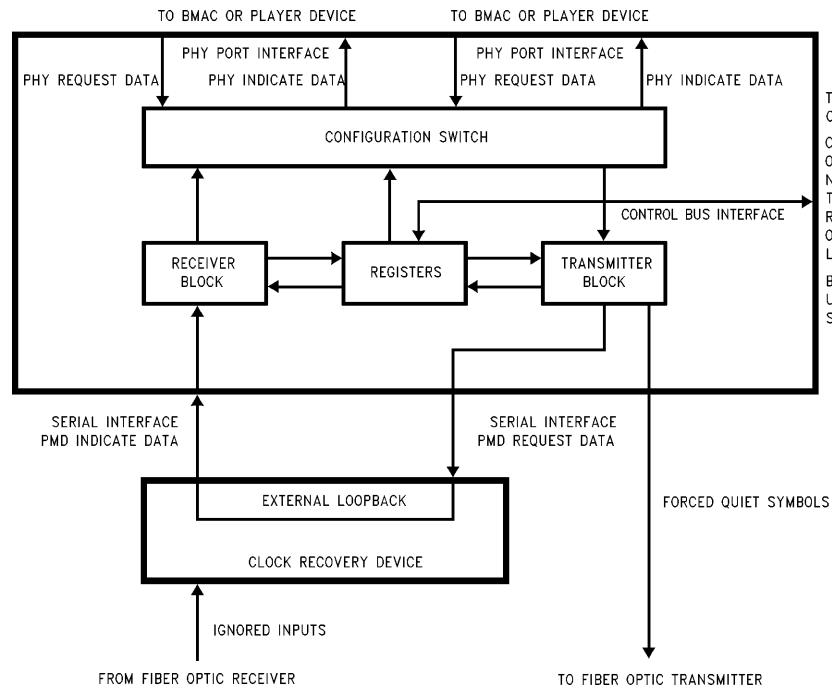 TO BMAC OR PLAYER DEVICE
TO BMAC OR PLAYER DEVICE
PHY PORT INTERFACE
PHY PORT INTERFACE
PHY REQUEST DATA
PHY INDICATE DATA
PHY REQUEST DATA
PHY INDICATE DATA
CONFIGURATION SWITCH
CONTROL BUS INTERFACE
RECEIVER
BLOCK
REGISTERS
TRANSMITTER
BLOCK
SERIAL INTERFACE
PMD INDICATE DATA
SERIAL INTERFACE
PMD REQUEST DATA
EXTERNAL LOOPBACK
CLOCK RECOVERY DEVICE
FORCED QUIET SYMBOLS
IGNORED INPUTS
FROM FIBER OPTIC RECEIVER
TO FIBER OPTIC TRANSMITTER